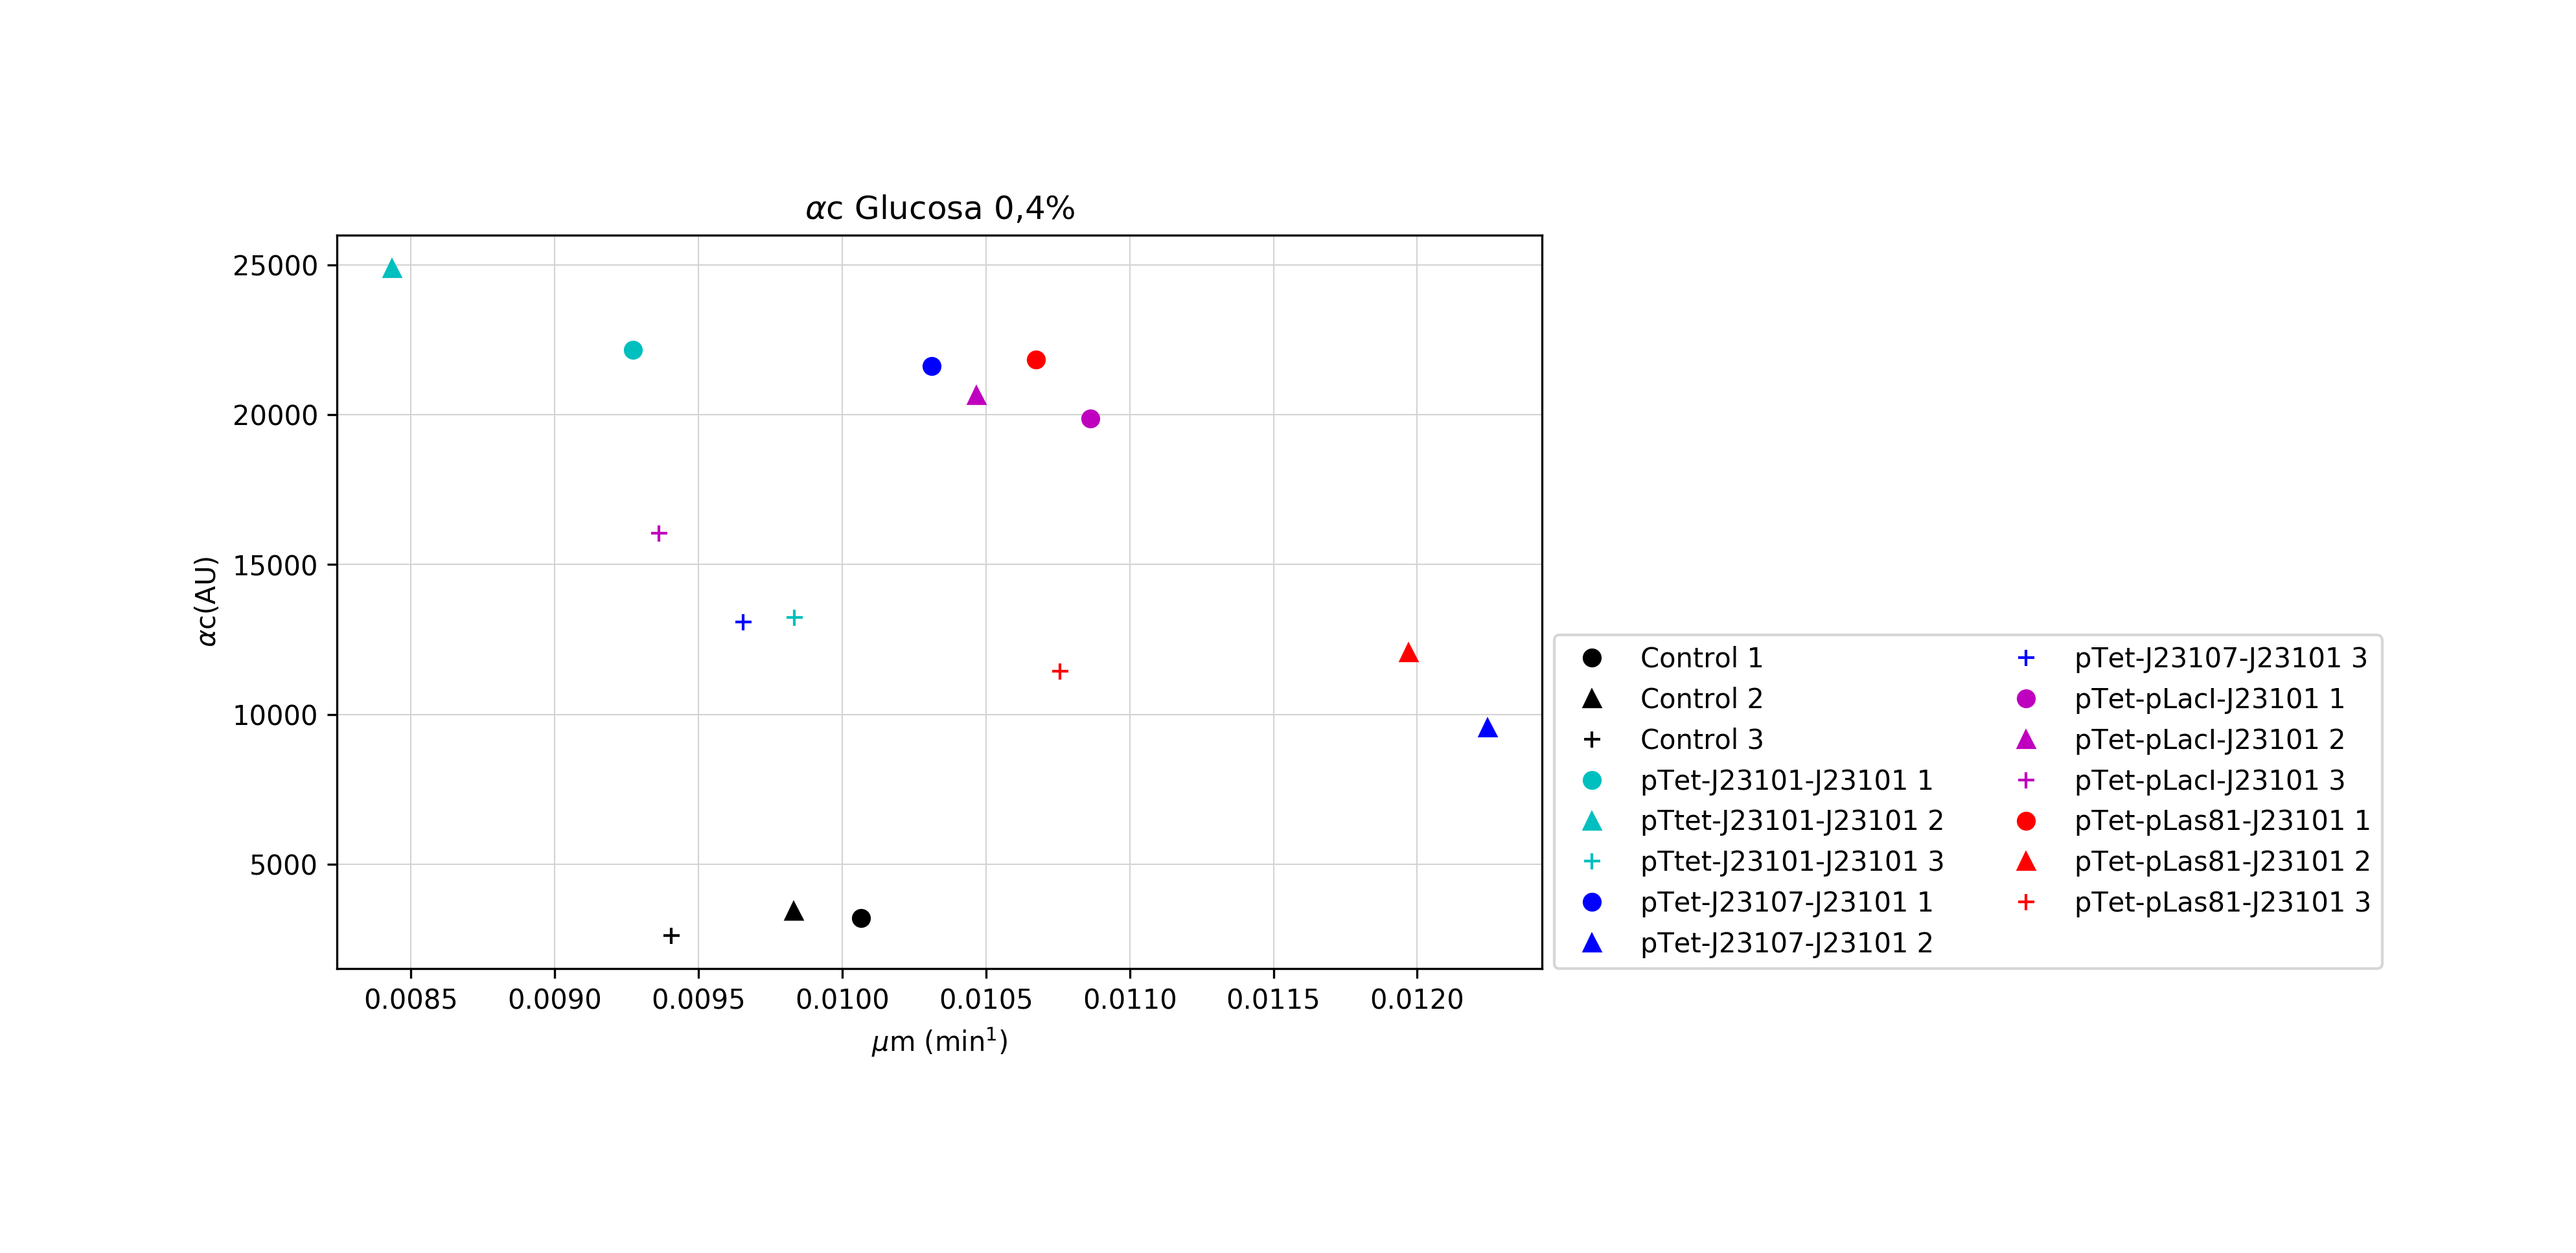 αc Glucosa 0,4%
αc(AU)
25000
20000
15000
10000
5000
0.0085 0.0090 0.0095 0.0100 0.0105 0.0110 0.0115 0.0120
μm (min¹)
Control 1
Control 2
Control 3
pTet-J23101-J23101 1
pTtet-J23101-J23101 2
pTtet-J23101-J23101 3
pTet-J23107-J23101 1
pTet-J23107-J23101 2
pTet-J23107-J23101 3
pTet-pLacI-J23101 1
pTet-pLacI-J23101 2
pTet-pLacI-J23101 3
pTet-pLas81-J23101 1
pTet-pLas81-J23101 2
pTet-pLas81-J23101 3